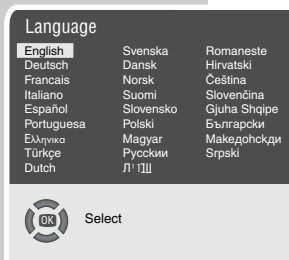 Language
English
Deutsch
Francais
Italiano
Español
Portuguesa
Ελληνικα
Türkçe
Dutch
Svenska
Dansk
Norsk
Suomi
Slovensko
Polski
Magyar
Русскии
Romaneste
Hirvatski
Čeština
Slovenčina
Gjuha Shqipe
Български
Македонскди
Srpski
OK
Select